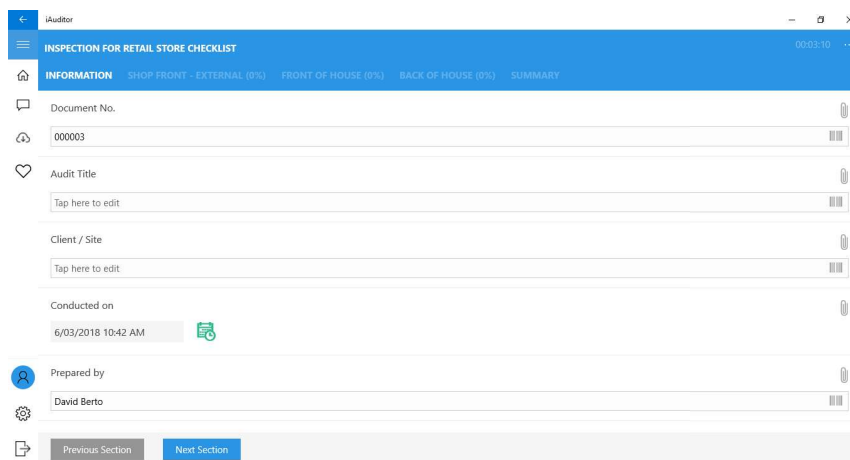 iAuditor
INSPECTION FOR RETAIL STORE CHECKLIST
00:03:10
INFORMATION SHOP FRONT - EXTERNAL (0%) FRONT OF HOUSE (0%) BACK OF HOUSE (0%) SUMMARY
Document No.
000003
Audit Title
Tap here to edit
Client / Site
Tap here to edit
Conducted on
6/03/2018 10:42 AM
Prepared by
David Berto
Previous Section Next Section